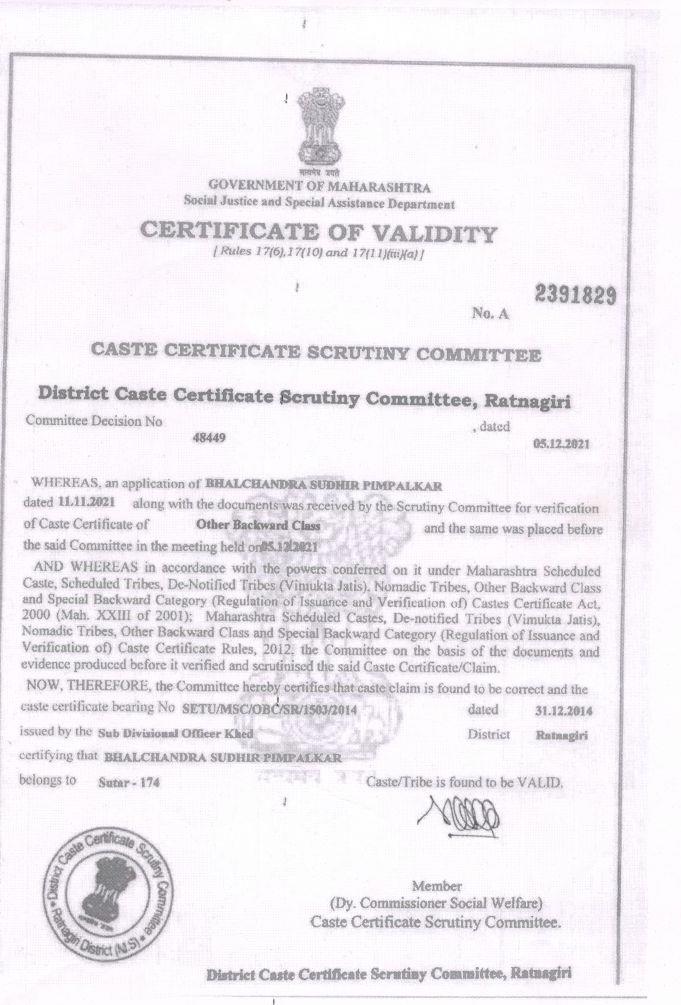 सत्यमेव जयते
GOVERNMENT OF MAHARASHTRA
Social Justice and Special Assistance Department
CERTIFICATE OF VALIDITY
[ Rules 17(6),17(10) and 17(11)(iii)(a) ]
2391829
No. A
CASTE CERTIFICATE SCRUTINY COMMITTEE
District Caste Certificate Scrutiny Committee, Ratnagiri
Committee Decision No 48449 , dated 05.12.2021
WHEREAS, an application of BHALCHANDRA SUDHIR PIMPALKAR
dated 11.11.2021 along with the documents was received by the Scrutiny Committee for verification
of Caste Certificate of Other Backward Class and the same was placed before
the said Committee in the meeting held on 05.12.2021
AND WHEREAS in accordance with the powers conferred on it under Maharashtra Scheduled
Caste, Scheduled Tribes, De-Notified Tribes (Vimukta Jatis), Nomadic Tribes, Other Backward Class
and Special Backward Category (Regulation of Issuance and Verification of) Castes Certificate Act,
2000 (Mah. XXIII of 2001); Maharashtra Scheduled Castes, De-notified Tribes (Vimukta Jatis),
Nomadic Tribes, Other Backward Class and Special Backward Category (Regulation of Issuance and
Verification of) Caste Certificate Rules, 2012, the Committee on the basis of the documents and
evidence produced before it verified and scrutinised the said Caste Certificate/Claim.
NOW, THEREFORE, the Committee hereby certifies that caste claim is found to be correct and the
caste certificate bearing No SETU/MSC/OBC/SR/1503/2014 dated 31.12.2014
issued by the Sub Divisional Officer Khed District Ratnagiri
certifying that BHALCHANDRA SUDHIR PIMPALKAR
belongs to Sutar - 174 Caste/Tribe is found to be VALID.
District Caste Certificate Scrutiny Committee
Ratnagiri District (M.S)
Member
(Dy. Commissioner Social Welfare)
Caste Certificate Scrutiny Committee.
District Caste Certificate Scrutiny Committee, Ratnagiri